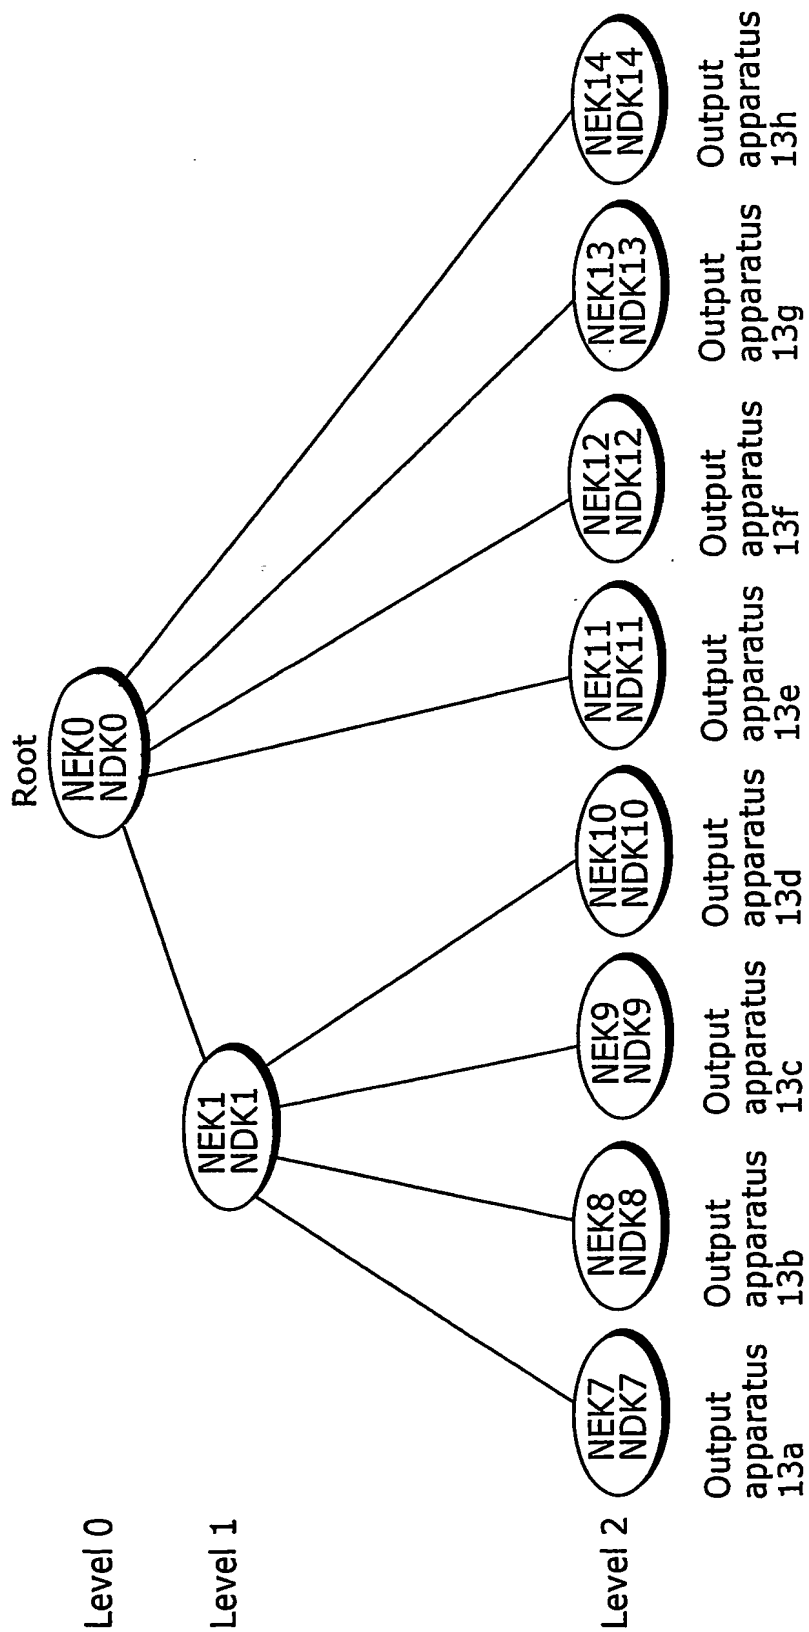 Root
Level 0
NEK0
NDK0
Level 1
NEK1
NDK1
Level 2
NEK7
NDK7
NEK8
NDK8
NEK9
NDK9
NEK10
NDK10
NEK11
NDK11
NEK12
NDK12
NEK13
NDK13
NEK14
NDK14
Output
apparatus
13a
Output
apparatus
13b
Output
apparatus
13c
Output
apparatus
13d
Output
apparatus
13e
Output
apparatus
13f
Output
apparatus
13g
Output
apparatus
13h